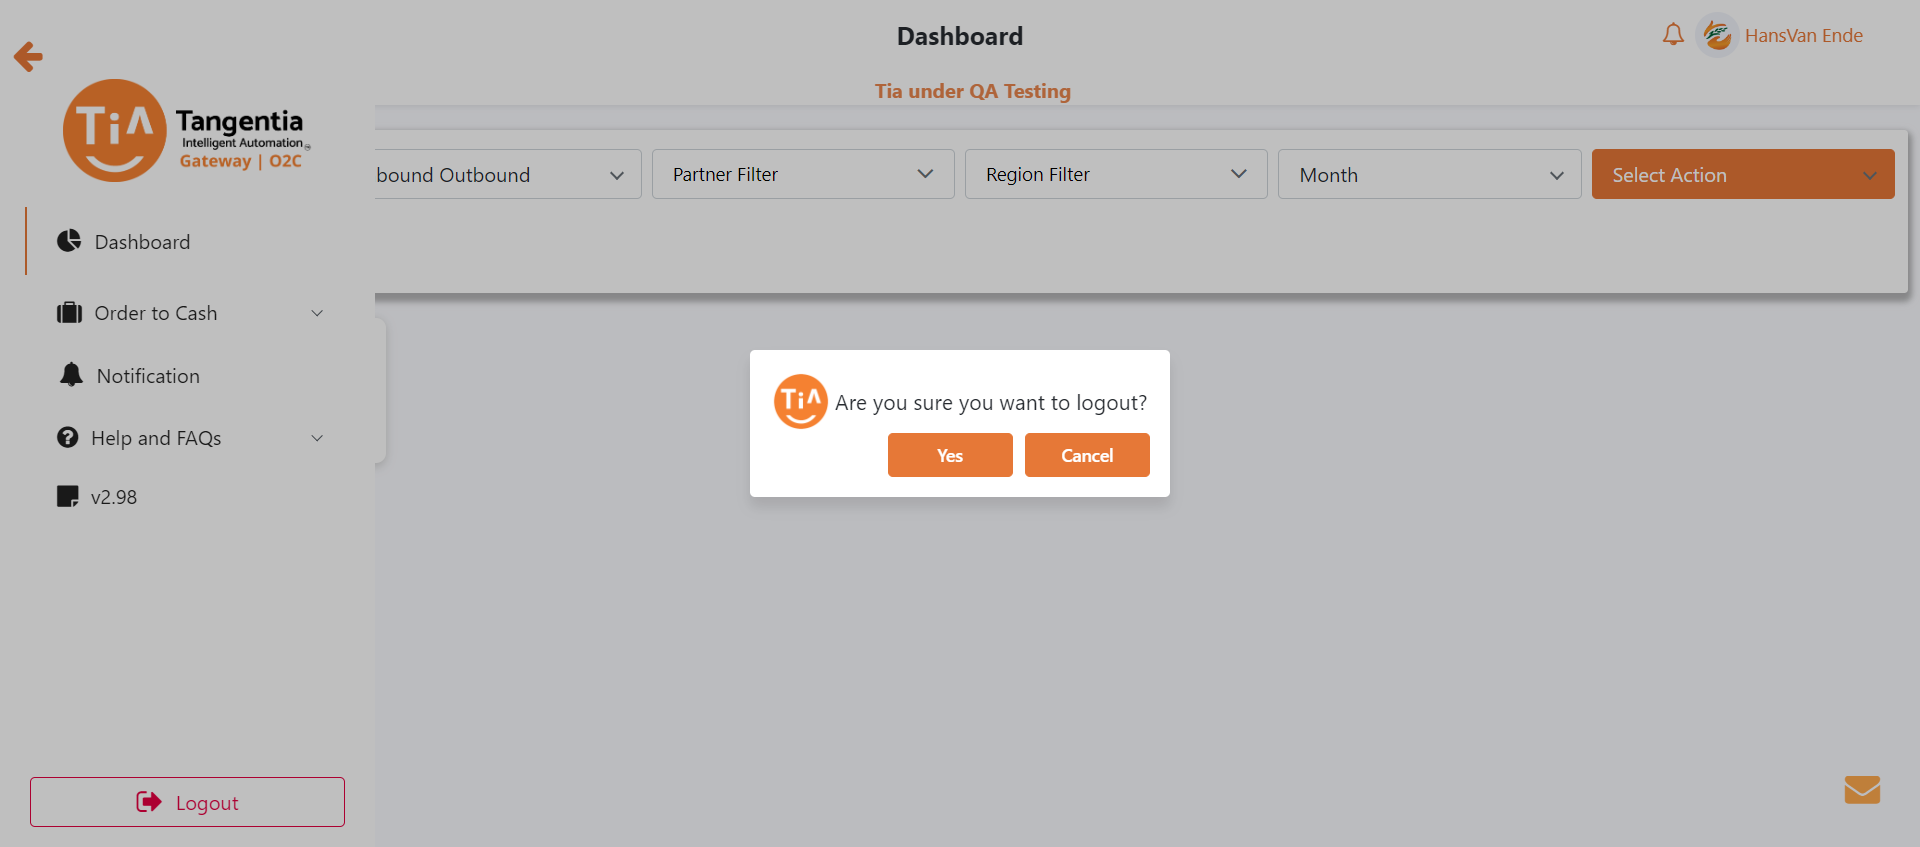 Dashboard
HansVan Ende
Tia under QA Testing
TiA
Tangentia
Intelligent Automation
Gateway | O2C
bound Outbound
Partner Filter
Region Filter
Month
Select Action
Dashboard
Order to Cash
Notification
Help and FAQs
v2.98
TiA
Are you sure you want to logout?
Yes
Cancel
Logout